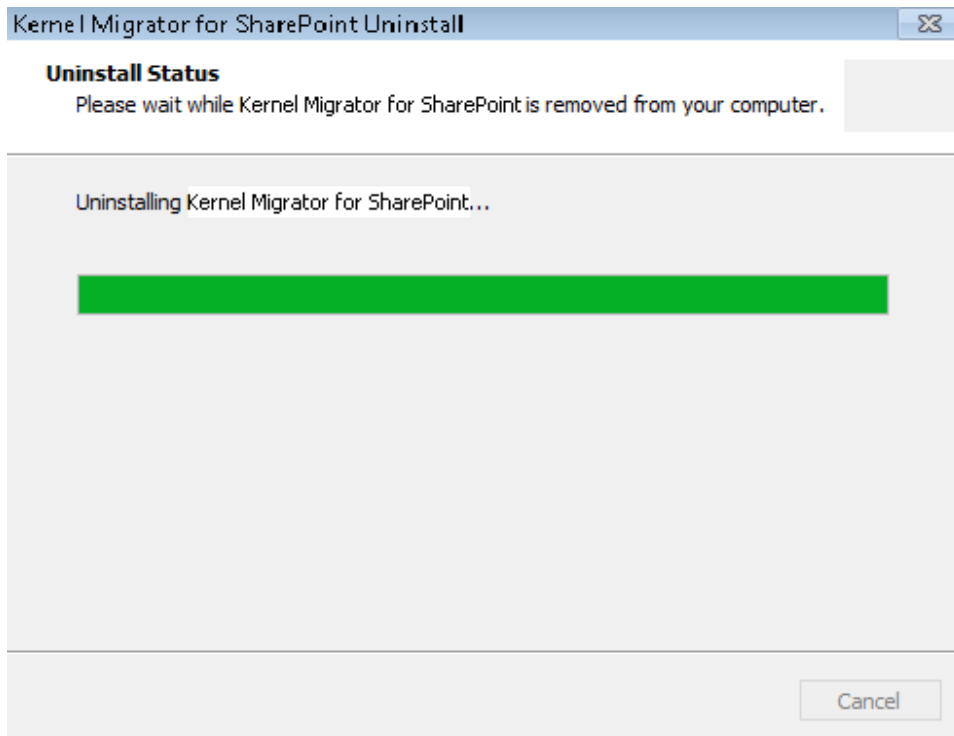 Kernel Migrator for SharePoint Uninstall
Uninstall Status
Please wait while Kernel Migrator for SharePoint is removed from your computer.
Uninstalling Kernel Migrator for SharePoint...
Cancel